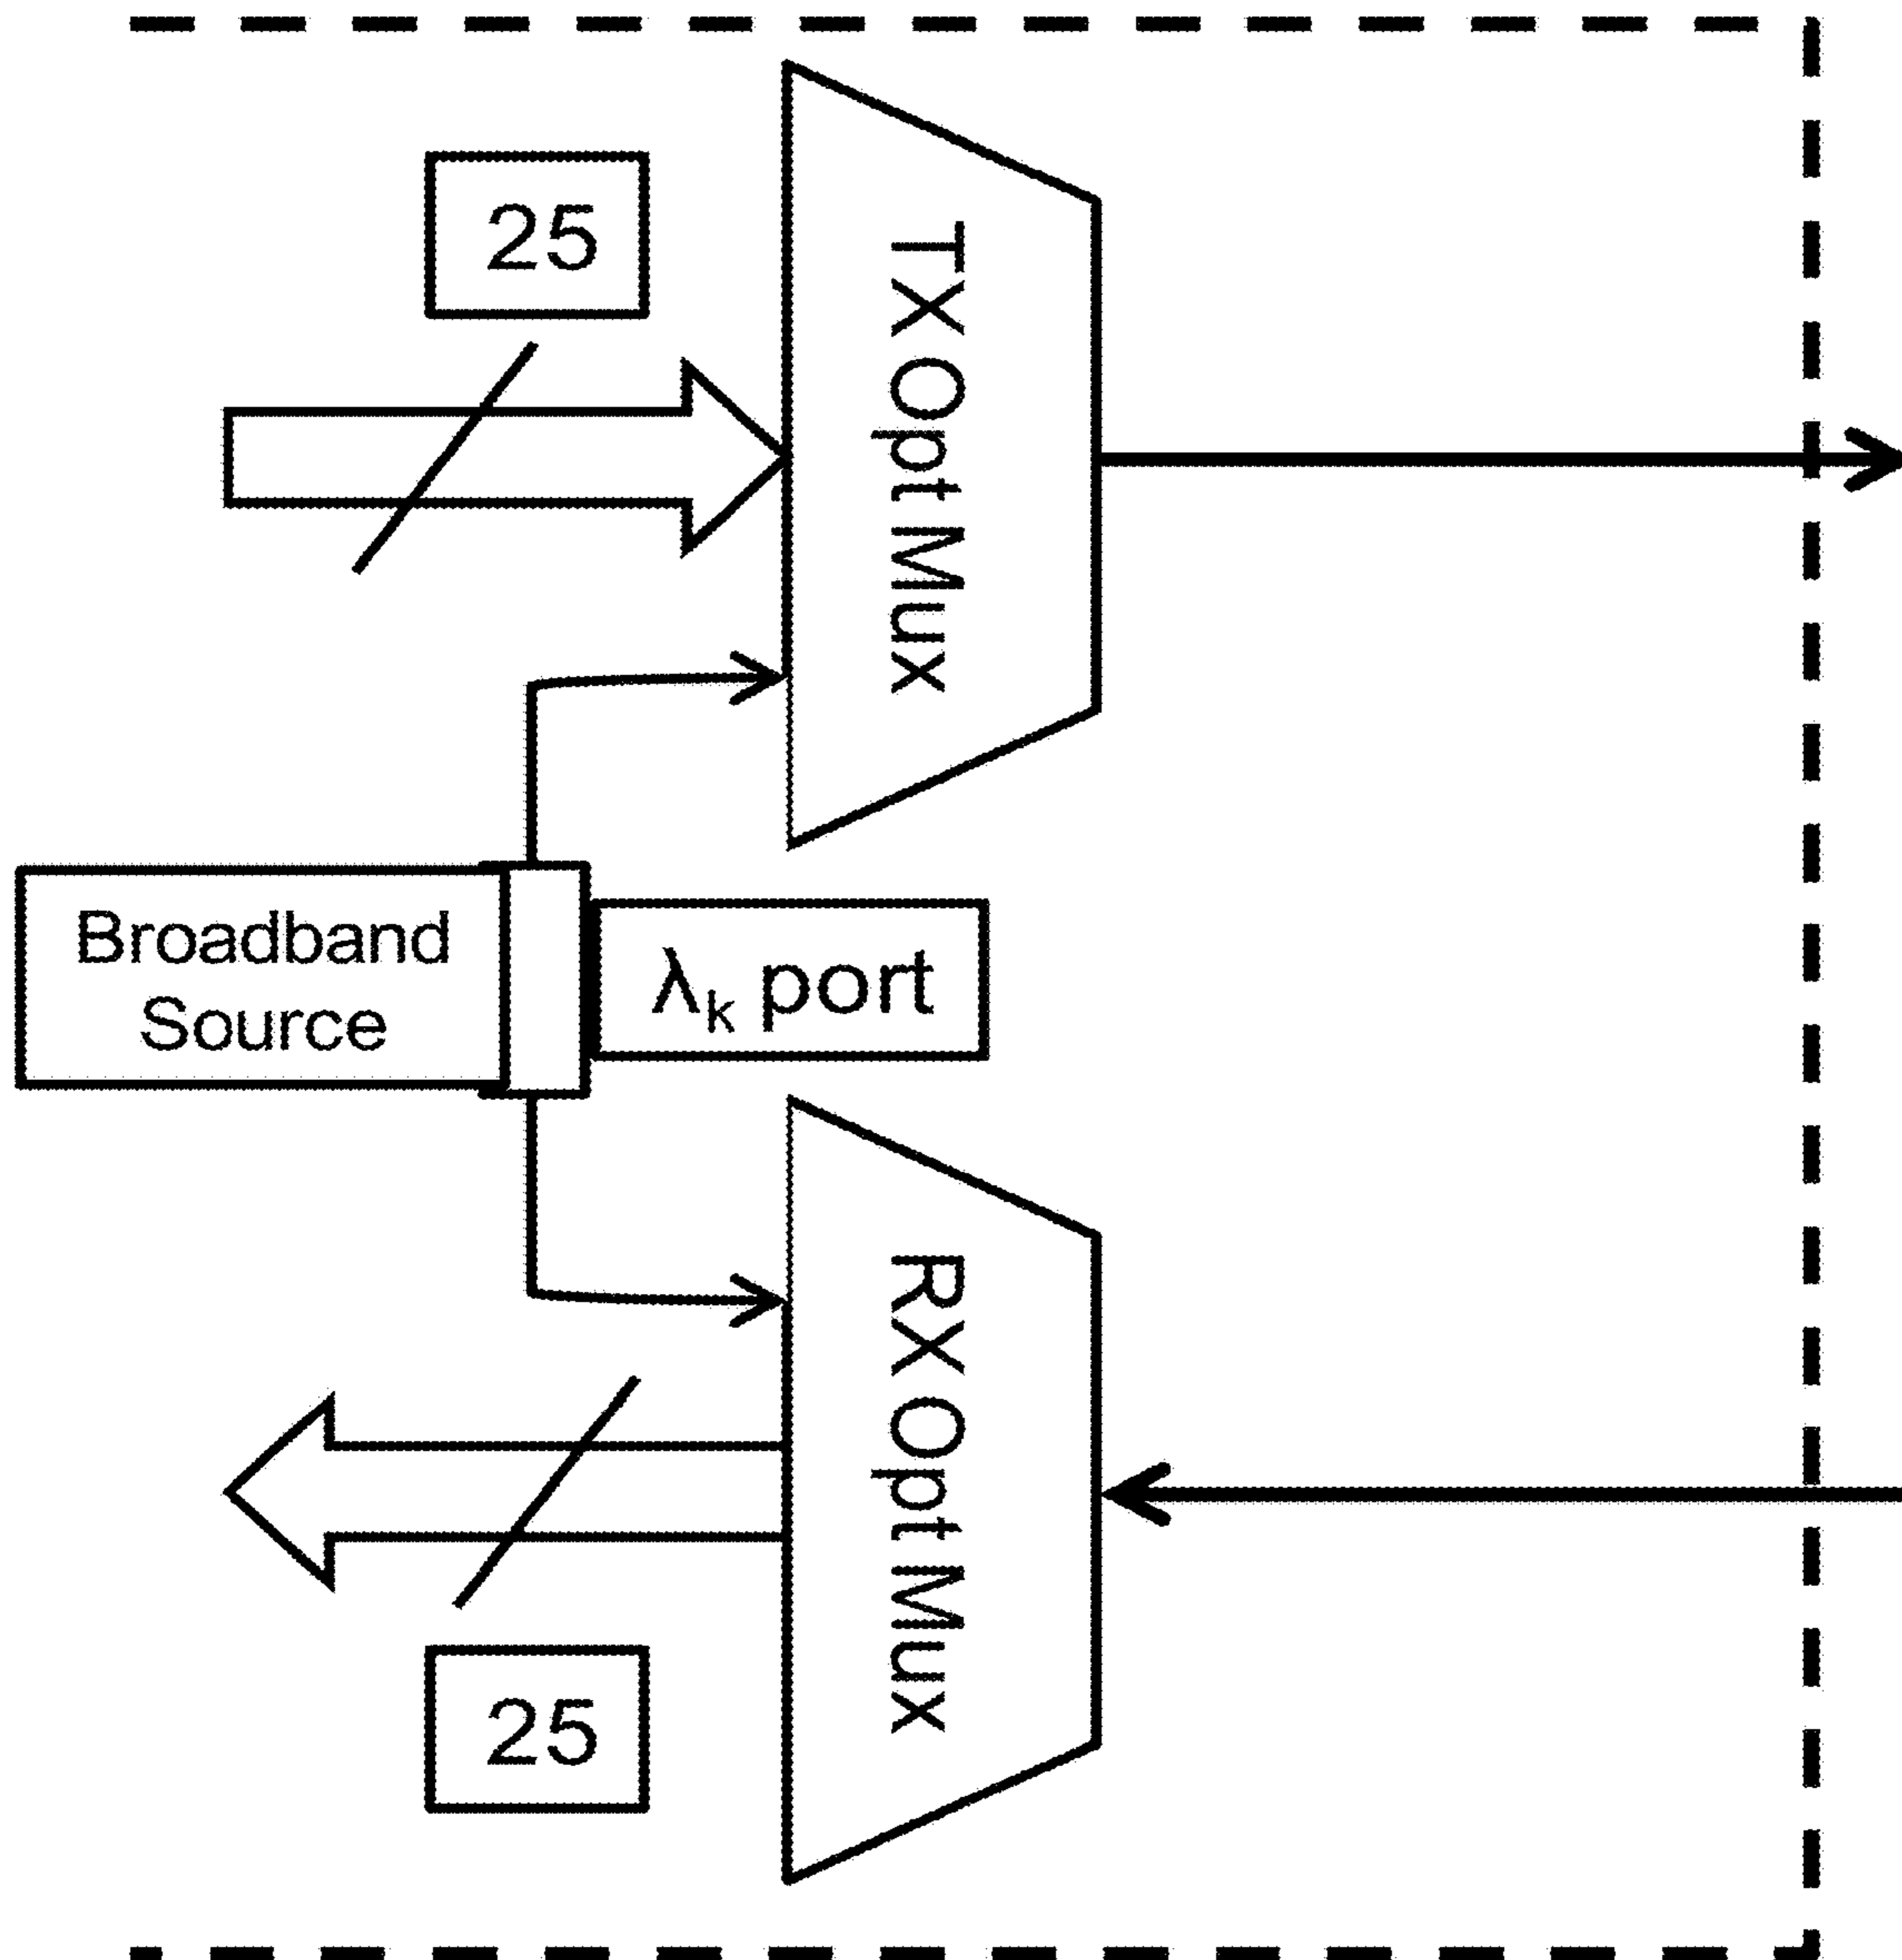 25
TX Opt Mux
Broadband
Source
λk port
RX Opt Mux
25